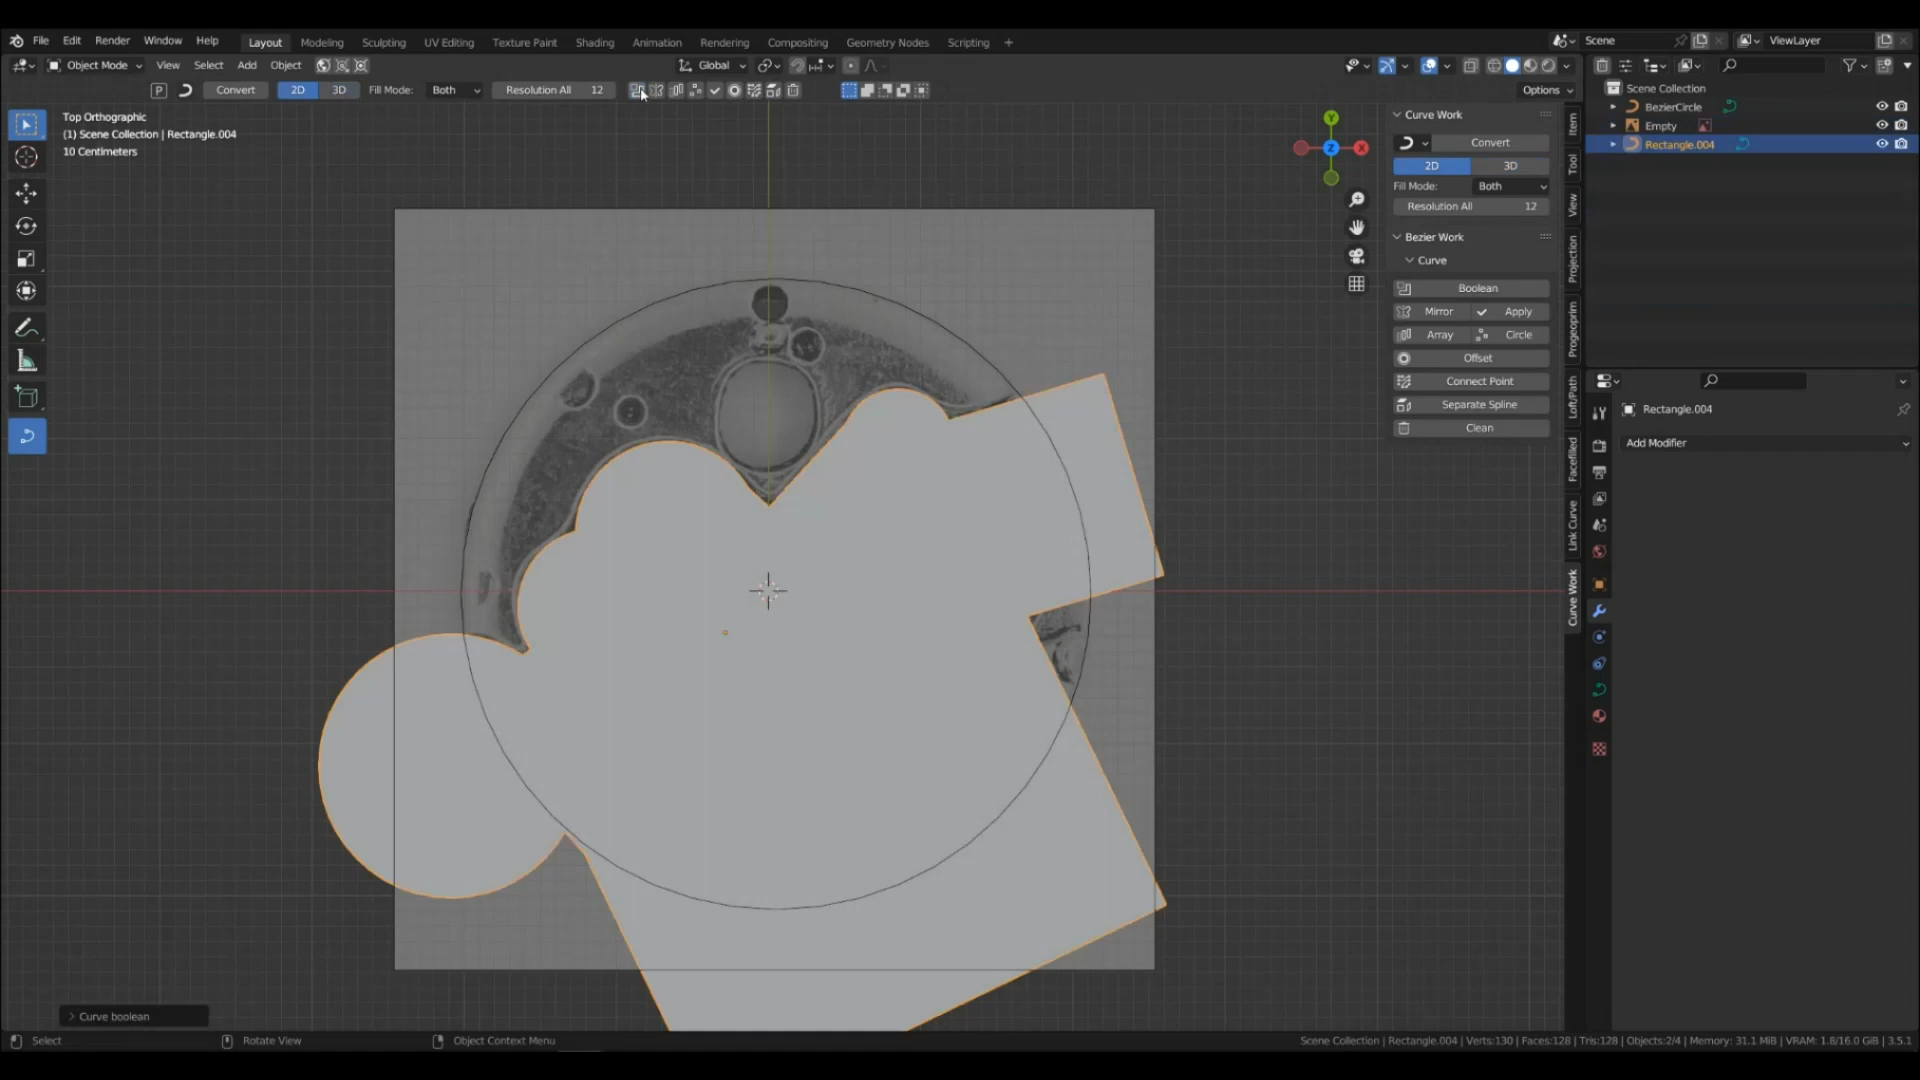 File Edit Render Window Help Layout Modeling Sculpting UV Editing Texture Paint Shading Animation Rendering Compositing Geometry Nodes Scripting + Scene ViewLayer
Object Mode View Select Add Object Global
P Convert 2D 3D Fill Mode: Both Resolution All 12 Options
Top Orthographic
(1) Scene Collection | Rectangle.004
10 Centimeters
Y
Z
X
Curve Work
Convert
2D 3D
Fill Mode: Both
Resolution All 12
Bezier Work
Curve
Boolean
Mirror Apply
Array Circle
Offset
Connect Point
Separate Spline
Clean
Item
Tool
View
Projection
Progeoprim
Loft/Path
Facefilled
Link Curve
Curve Work
Scene Collection
BezierCircle
Empty
Rectangle.004
Rectangle.004
Add Modifier
Curve boolean
Select Rotate View Object Context Menu Scene Collection | Rectangle.004 | Verts:130 | Faces:128 | Tris:128 | Objects:2/4 | Memory: 31.1 MiB | VRAM: 1.8/16.0 GiB | 3.5.1